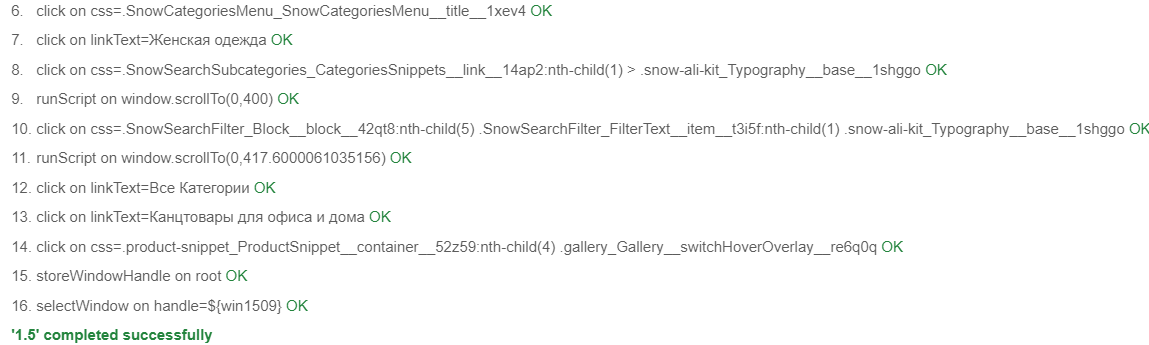 6. click on css=.SnowCategoriesMenu_SnowCategoriesMenu__title__1xev4 OK
7. click on linkText=Женская одежда OK
8. click on css=.SnowSearchSubcategories_CategoriesSnippets__link__14ap2:nth-child(1) > .snow-ali-kit_Typography__base__1shggo OK
9. runScript on window.scrollTo(0,400) OK
10. click on css=.SnowSearchFilter_Block__block__42qt8:nth-child(5) .SnowSearchFilter_FilterText__item__t3i5f:nth-child(1) .snow-ali-kit_Typography__base__1shggo OK
11. runScript on window.scrollTo(0,417.6000061035156) OK
12. click on linkText=Все Категории OK
13. click on linkText=Канцтовары для офиса и дома OK
14. click on css=.product-snippet_ProductSnippet__container__52z59:nth-child(4) .gallery_Gallery__switchHoverOverlay__re6q0q OK
15. storeWindowHandle on root OK
16. selectWindow on handle=${win1509} OK
'1.5' completed successfully